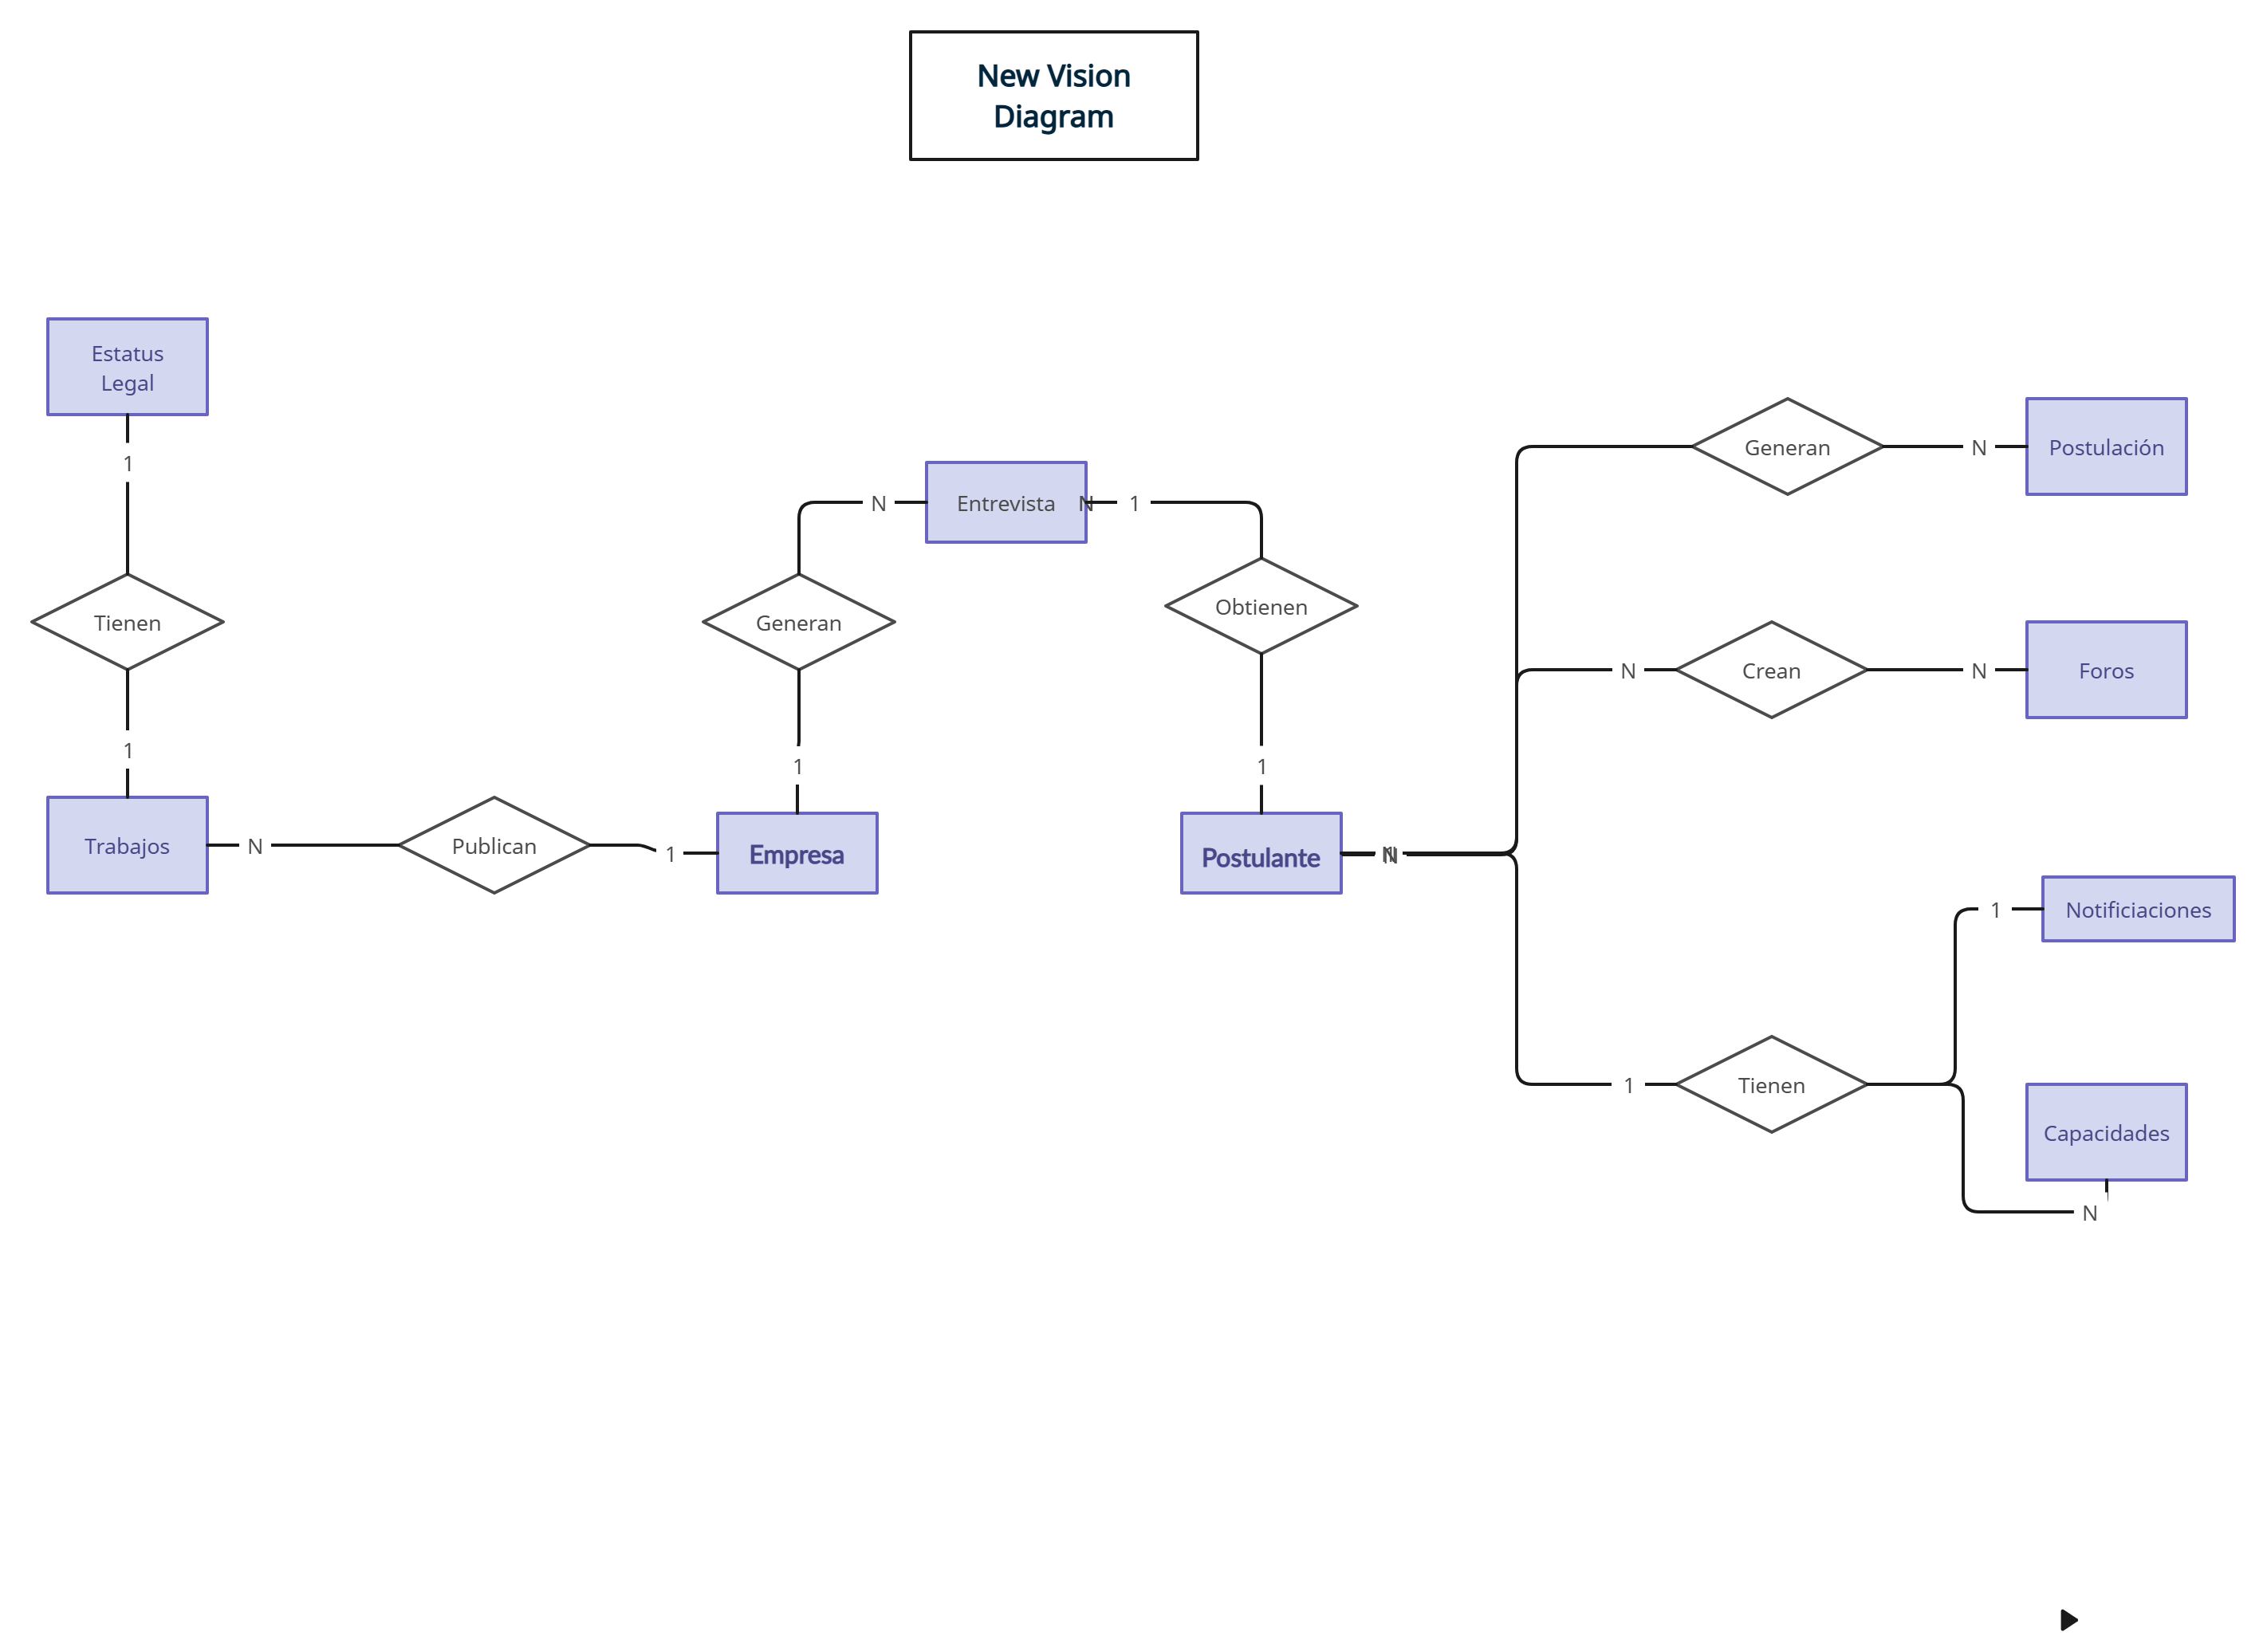 New Vision
Diagram
Estatus
Legal
1
Tienen
1
Trabajos
N
Publican
1
Empresa
1
Generan
N
Entrevista
N
1
Obtienen
1
Postulante
N
Generan
N
Postulación
N
Crean
N
Foros
1
Tienen
1
Notificiaciones
N
Capacidades